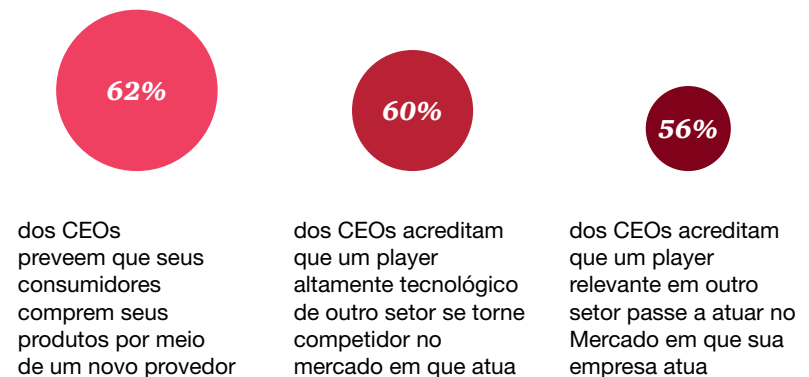 62%
dos CEOs
preveem que seus
consumidores
comprem seus
produtos por meio
de um novo provedor
60%
dos CEOs acreditam
que um player
altamente tecnológico
de outro setor se torne
competidor no
mercado em que atua
56%
dos CEOs acreditam
que um player
relevante em outro
setor passe a atuar no
Mercado em que sua
empresa atua